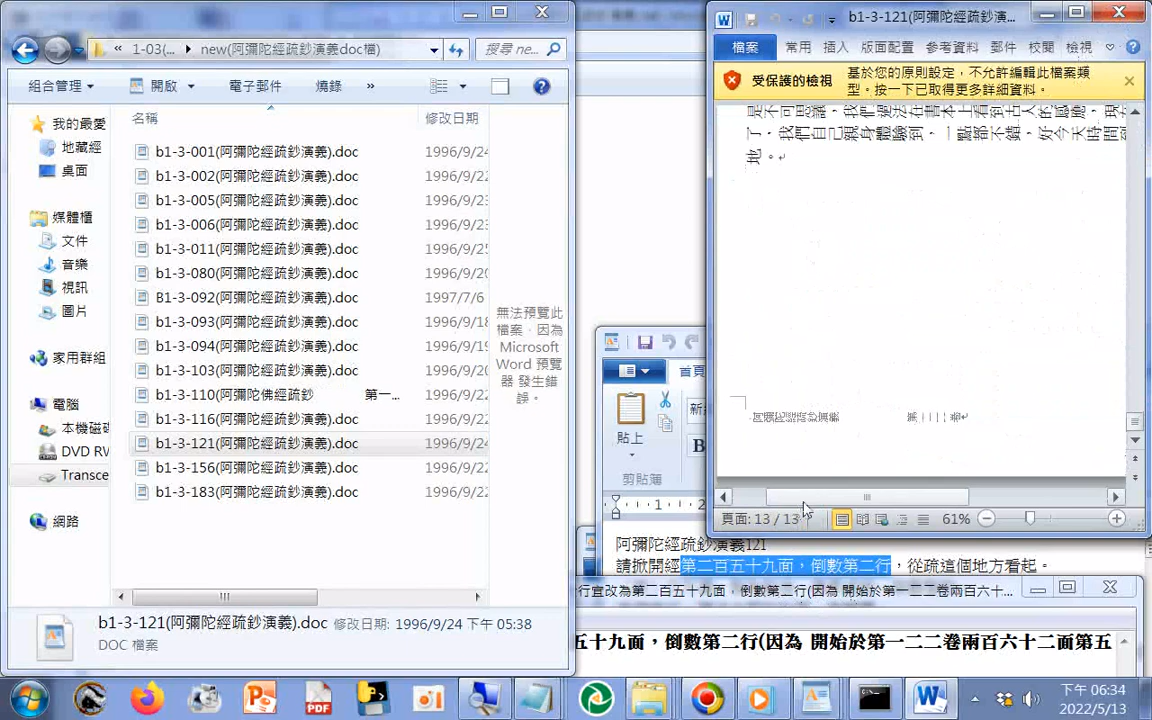 1-03(...
new(阿彌陀經疏鈔演義doc檔)
搜尋 ne...
組合管理
開啟
電子郵件
燒錄
»
我的最愛
地藏經
桌面
媒體櫃
文件
音樂
視訊
圖片
家用群組
電腦
本機磁碟
DVD RV
Transce
網路
名稱
修改日期
b1-3-001(阿彌陀經疏鈔演義).doc 1996/9/24
b1-3-002(阿彌陀經疏鈔演義).doc 1996/9/22
b1-3-005(阿彌陀經疏鈔演義).doc 1996/9/23
b1-3-006(阿彌陀經疏鈔演義).doc 1996/9/22
b1-3-011(阿彌陀經疏鈔演義).doc 1996/9/25
b1-3-080(阿彌陀經疏鈔演義).doc 1996/9/20
B1-3-092(阿彌陀經疏鈔演義).doc 1997/7/6
b1-3-093(阿彌陀經疏鈔演義).doc 1996/9/18
b1-3-094(阿彌陀經疏鈔演義).doc 1996/9/19
b1-3-103(阿彌陀經疏鈔演義).doc 1996/9/22
b1-3-110(阿彌陀佛經疏鈔 第一... 1996/9/22
b1-3-116(阿彌陀經疏鈔演義).doc 1996/9/22
b1-3-121(阿彌陀經疏鈔演義).doc 1996/9/24
b1-3-156(阿彌陀經疏鈔演義).doc 1996/9/22
b1-3-183(阿彌陀經疏鈔演義).doc 1996/9/22
無法預覽此
檔案，因為
Microsoft
Word 預覽
器 發生錯
誤。
b1-3-121(阿彌陀經疏鈔演義).doc 修改日期: 1996/9/24 下午 05:38
DOC 檔案
b1-3-121(阿彌陀經疏鈔演...
檔案 常用 插入 版面配置 參考資料 郵件 校閱 檢視
受保護的檢視
基於您的原則設定，不允許編輯此檔案類
型。按一下已取得更多詳細資料。
了，我們自己親身體驗到，一點都不錯，好今天時間
地。
頁面: 13 / 13
61%
首頁
貼上
剪貼簿
B
1
2
阿彌陀經疏鈔演義121
請掀開經第二百五十九面，倒數第二行，從疏這個地方看起。
行宜改為第二百五十九面，倒數第二行(因為 開始於第一二二卷兩百六十...
五十九面，倒數第二行(因為 開始於第一二二卷兩百六十二面第五
下午 06:34
2022/5/13